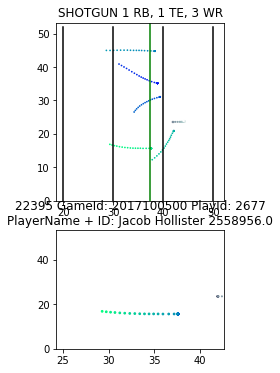 SHOTGUN 1 RB, 1 TE, 3 WR
50
40
30
20
10
0
20 30 40 50
22395 GameId: 2017100500 PlayId: 2677
PlayerName + ID: Jacob Hollister 2558956.0
40
20
0
25 30 35 40